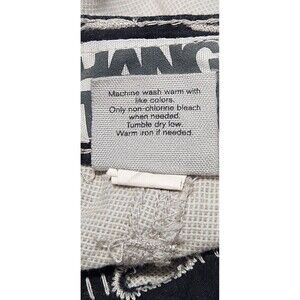 HANG
Machine wash warm with
like colors.
Only non-chlorine bleach
when needed.
Tumble dry low.
Warm iron if needed.